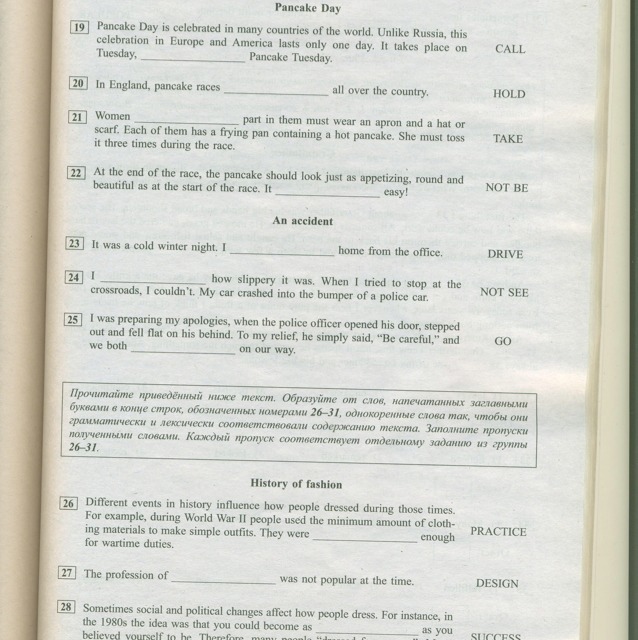 Pancake Day
19 Pancake Day is celebrated in many countries of the world. Unlike Russia, this
celebration in Europe and America lasts only one day. It takes place on
Tuesday, ______________ Pancake Tuesday. CALL
20 In England, pancake races ______________ all over the country. HOLD
21 Women ______________ part in them must wear an apron and a hat or
scarf. Each of them has a frying pan containing a hot pancake. She must toss
it three times during the race. TAKE
22 At the end of the race, the pancake should look just as appetizing, round and
beautiful as at the start of the race. It ______________ easy! NOT BE
An accident
23 It was a cold winter night. I ______________ home from the office. DRIVE
24 I ______________ how slippery it was. When I tried to stop at the
crossroads, I couldn't. My car crashed into the bumper of a police car. NOT SEE
25 I was preparing my apologies, when the police officer opened his door, stepped
out and fell flat on his behind. To my relief, he simply said, “Be careful,” and
we both ______________ on our way. GO
Прочитайте приведённый ниже текст. Образуйте от слов, напечатанных заглавными
буквами в конце строк, обозначенных номерами 26–31, однокоренные слова так, чтобы они
грамматически и лексически соответствовали содержанию текста. Заполните пропуски
полученными словами. Каждый пропуск соответствует отдельному заданию из группы
26–31.
History of fashion
26 Different events in history influence how people dressed during those times.
For example, during World War II people used the minimum amount of cloth-
ing materials to make simple outfits. They were ______________ enough
for wartime duties. PRACTICE
27 The profession of ______________ was not popular at the time. DESIGN
28 Sometimes social and political changes affect how people dress. For instance, in
the 1980s the idea was that you could become as ______________ as you
believed yourself to be. Therefore, many people “dressed SUCCESS